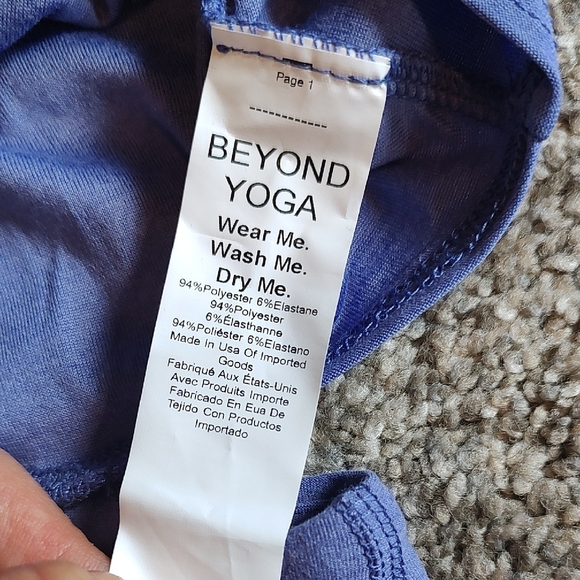 Page 1
------------
BEYOND
YOGA
Wear Me.
Wash Me.
Dry Me.
94%Polyester 6%Elastane
94%Polyester
6%Élasthanne
94%Poliéster 6%Elastano
Made In Usa Of Imported
Goods
Fabriqué Aux États-Unis
Avec Produits Importe
Fabricado En Eua De
Tejido Con Productos
Importado